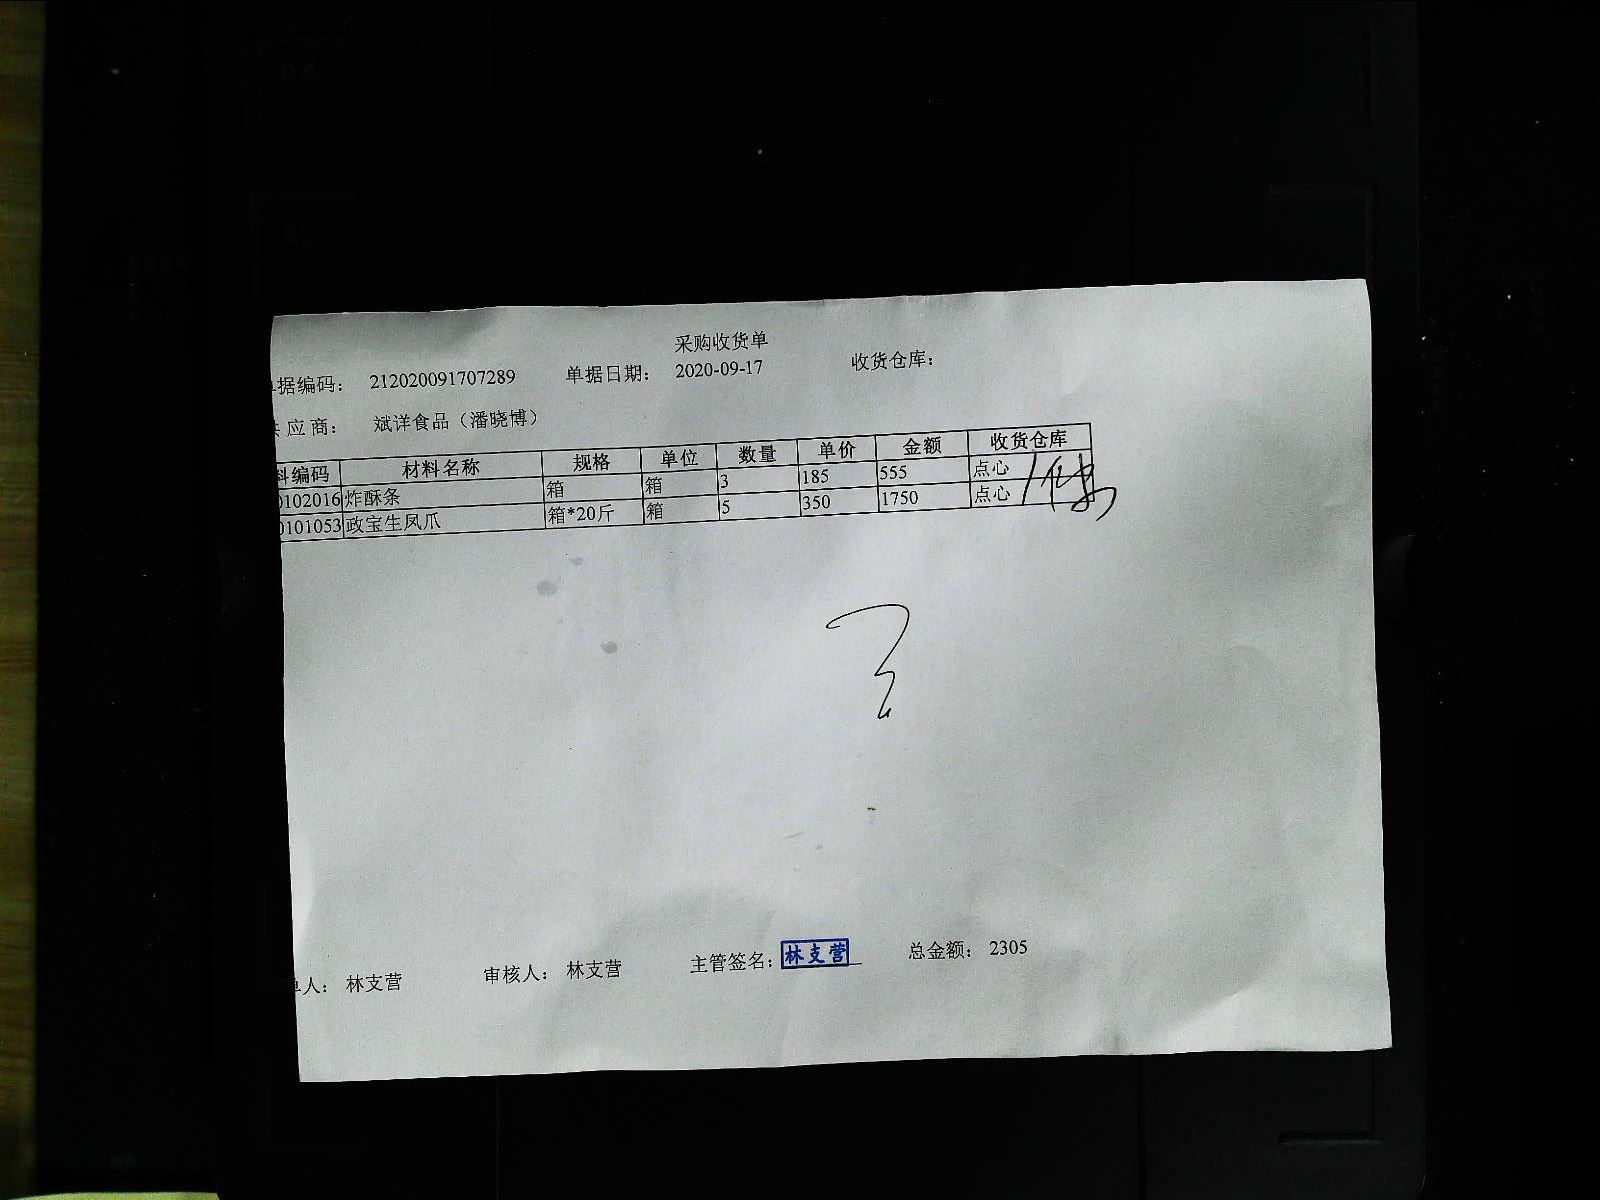 采购收货单
据编码： 212020091707289 单据日期： 2020-09-17 收货仓库：
应商： 斌洋食品（潘晓博）
料编码 材料名称 规格 单位 数量 单价 金额 收货仓库
0102016 炸酥条 箱 箱 3 185 555 点心
0101053 政宝生凤爪 箱*20斤 箱 5 350 1750 点心
单人： 林支营 审核人： 林支营 主管签名： 林支营 总金额： 2305